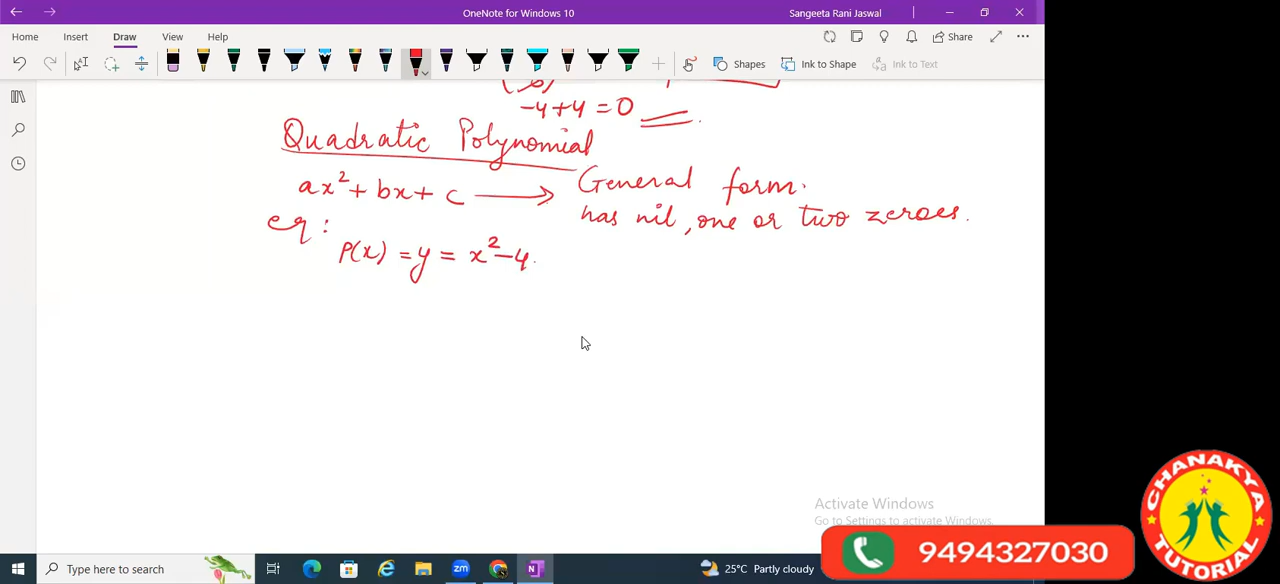 OneNote for Windows 10
Sangeeta Rani Jaswal
Home Insert Draw View Help
Share
Shapes Ink to Shape Ink to Text
-4+4=0
Quadratic Polynomial
ax²+bx+c → General form.
has nil, one or two zeroes.
eg:
P(x) = y = x²-4.
Activate Windows
Go to Settings to activate Windows.
CHANAKYA
TUTORIAL
9494327030
Type here to search
25°C Partly cloudy